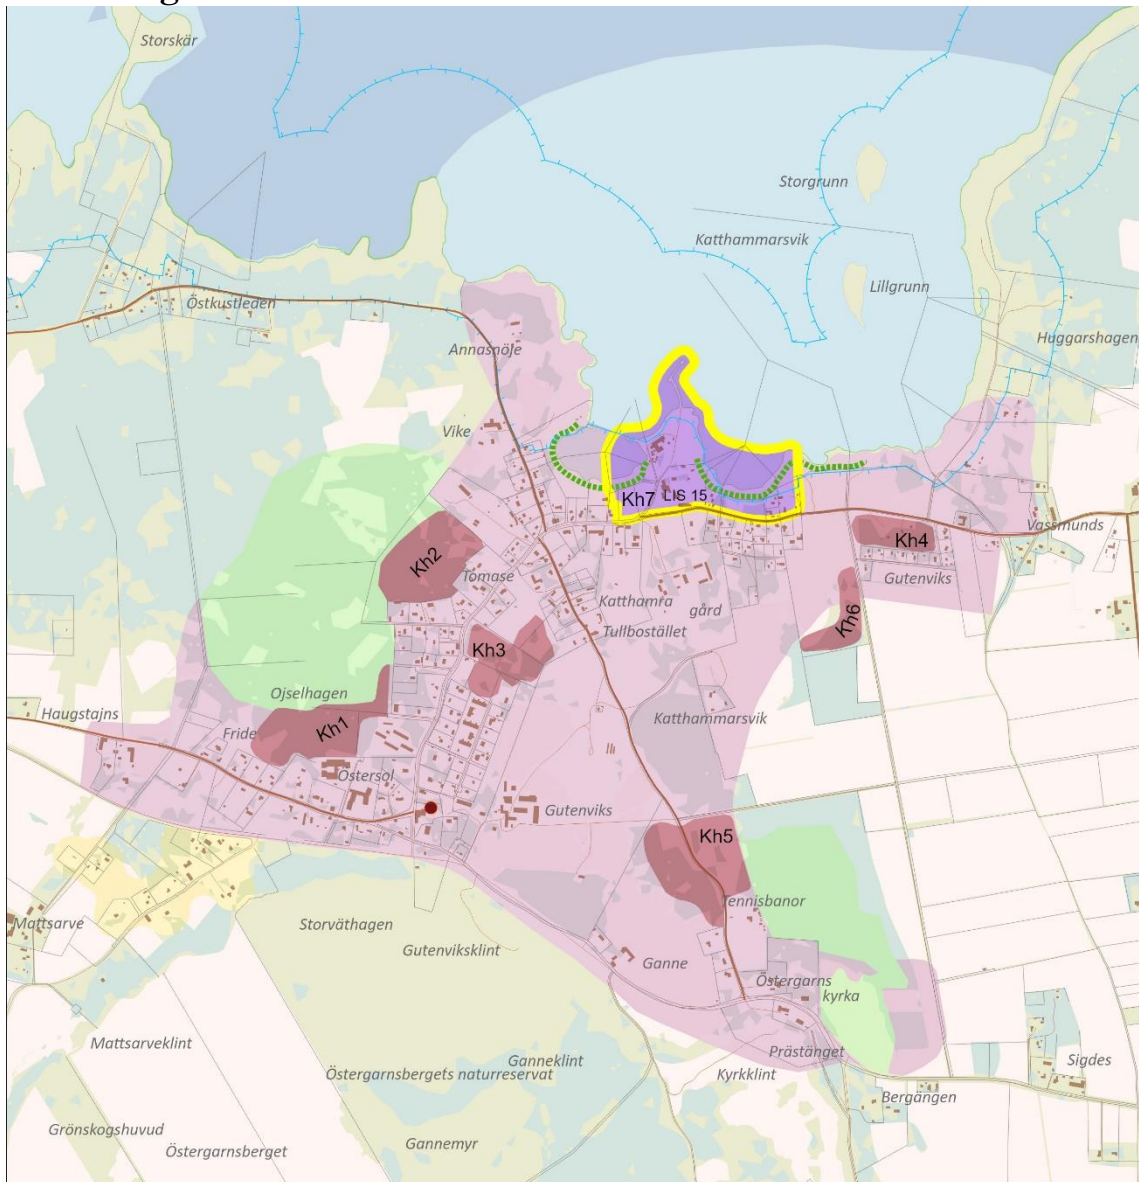 Storskär
Storgrunn
Katthammarsvik
Lillgrunn
Östkustleden
Huggarshagen
Annasnöje
Vike
Kh7
LIS 15
Vassmunds
Kh4
Kh2
Tomase
Gutenviks
Katthamra
gård
Kh6
Tullbostället
Kh3
Ojselhagen
Haugstajns
Katthammarsvik
Fride
Kh1
Östersol
Gutenviks
Kh5
Tennisbanor
Mattsarve
Storväthagen
Gutenviksklint
Ganne
Östergarns
kyrka
Mattsarveklint
Prästänget
Ganneklint
Sigdes
Östergarnsbergets naturreservat
Kyrkklint
Bergängen
Grönskogshuvud
Gannemyr
Östergarnsberget